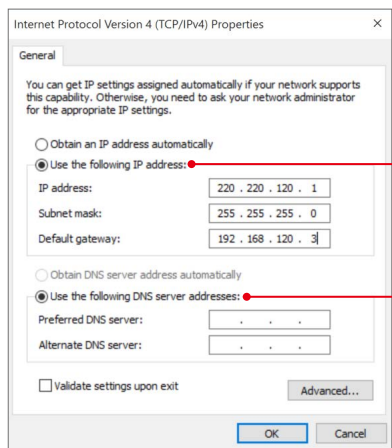 Internet Protocol Version 4 (TCP/IPv4) Properties
General
You can get IP settings assigned automatically if your network supports
this capability. Otherwise, you need to ask your network administrator
for the appropriate IP settings.
Obtain an IP address automatically
Use the following IP address:
IP address: 220 . 220 . 120 . 1
Subnet mask: 255 . 255 . 255 . 0
Default gateway: 192 . 168 . 120 . 3
Obtain DNS server address automatically
Use the following DNS server addresses:
Preferred DNS server: . . .
Alternate DNS server: . . .
Validate settings upon exit
Advanced...
OK Cancel